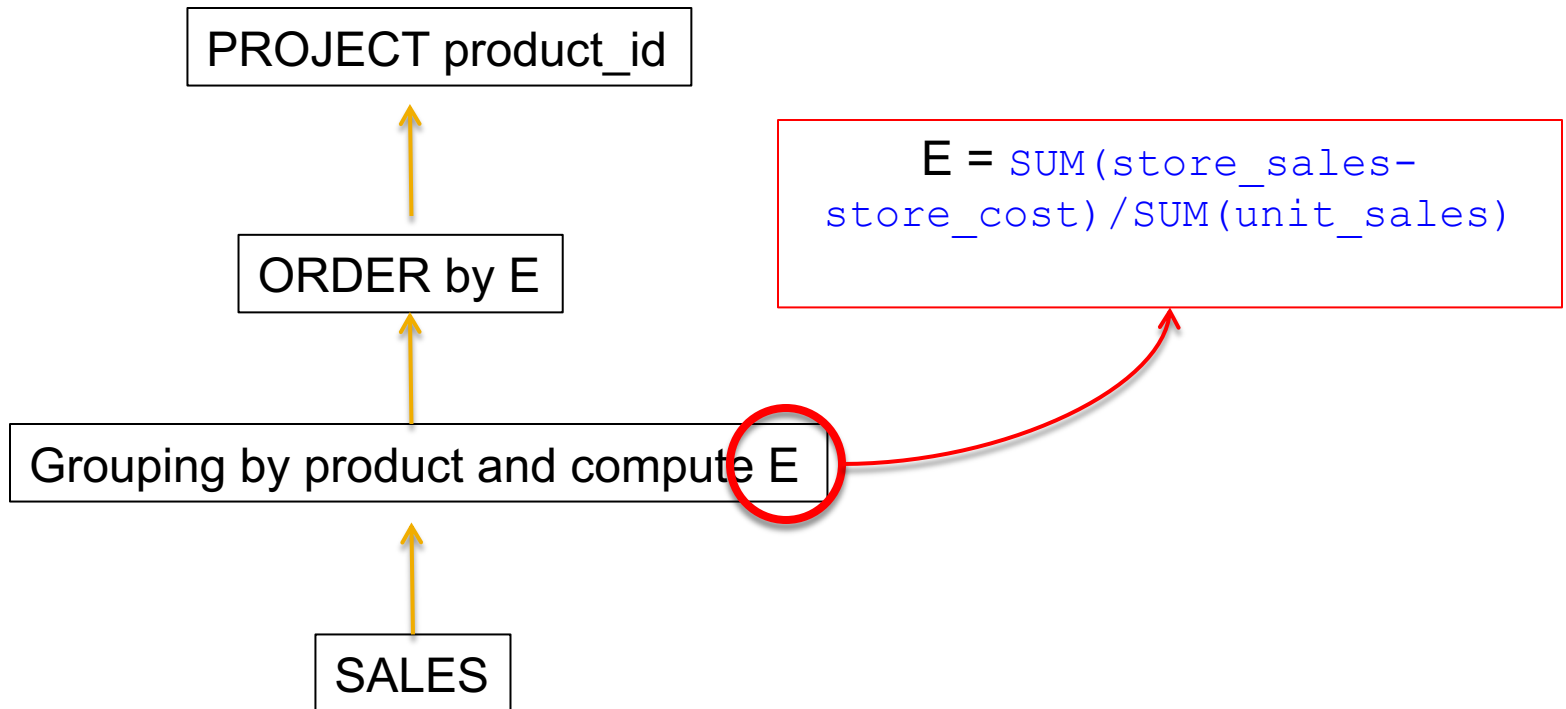 PROJECT product_id
E = SUM(store_sales-
store_cost)/SUM(unit_sales)
ORDER by E
Grouping by product and compute E
SALES